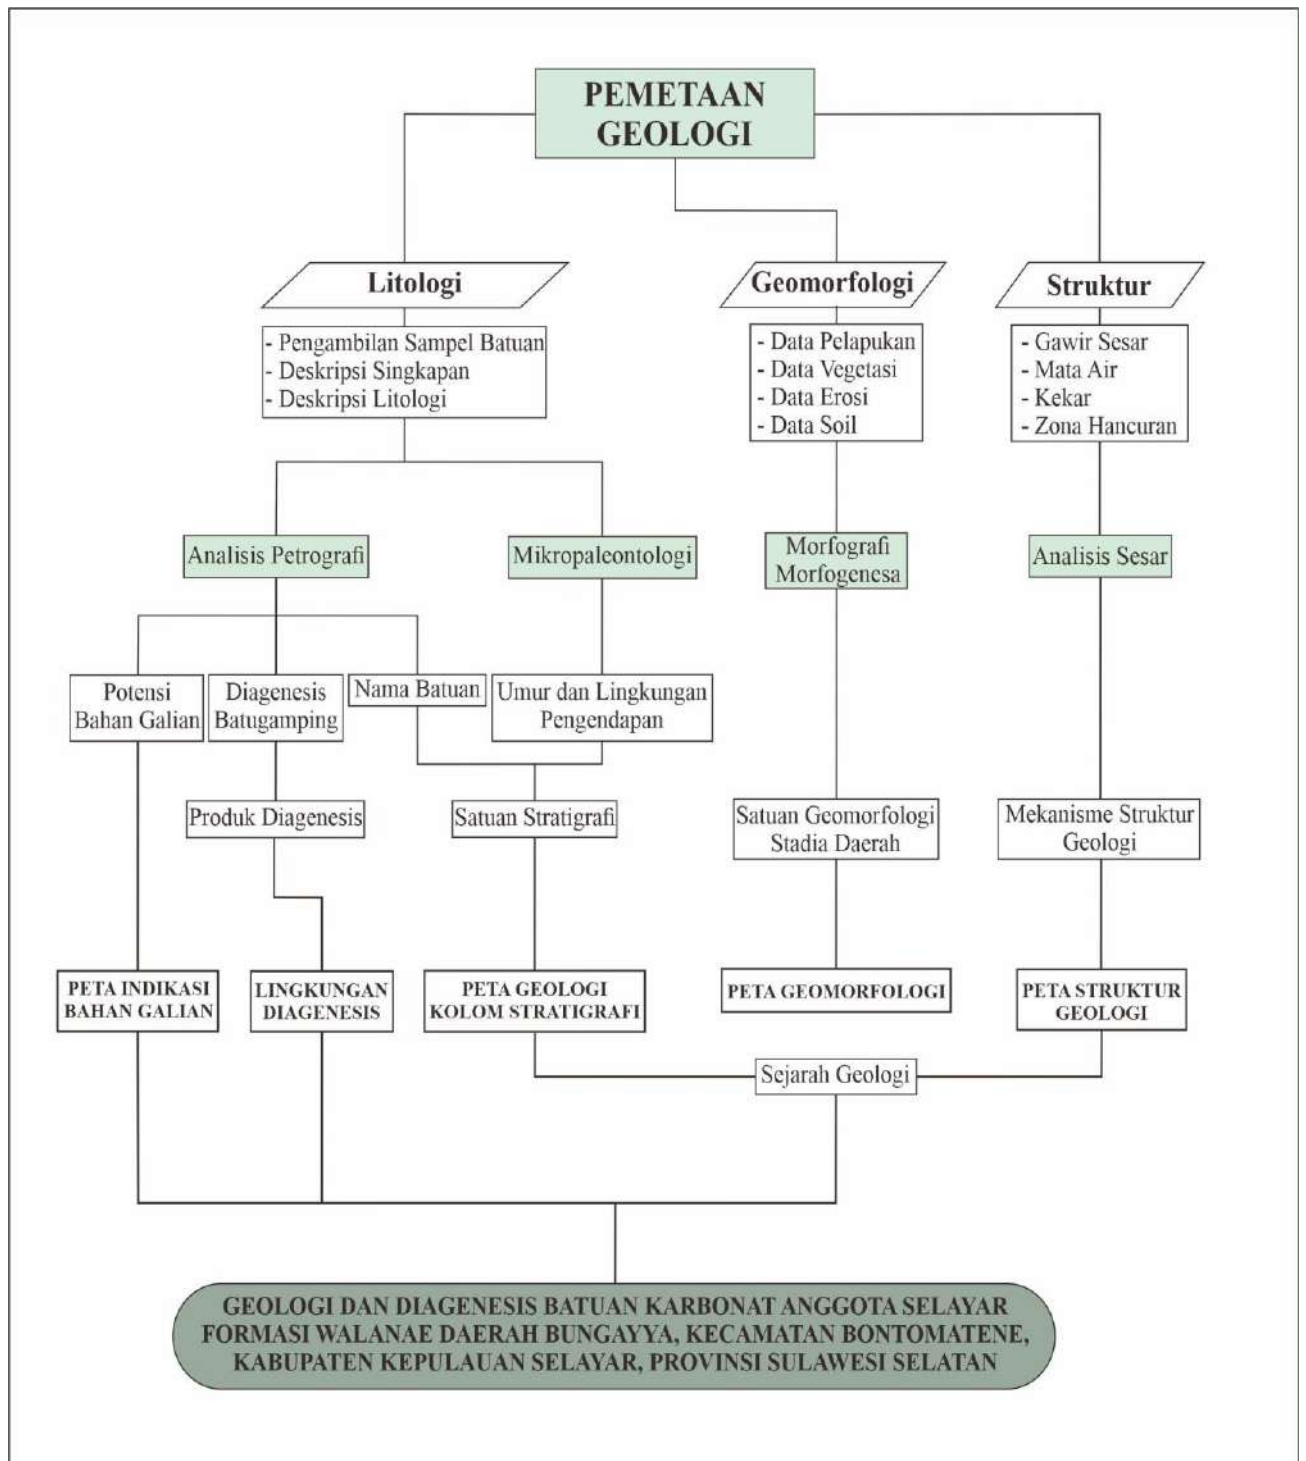 PEMETAAN
GEOLOGI
Litologi
Geomorfologi
Struktur
- Pengambilan Sampel Batuan
- Deskripsi Singkapan
- Deskripsi Litologi
- Data Pelapukan
- Data Vegetasi
- Data Erosi
- Data Soil
- Gawir Sesar
- Mata Air
- Kekar
- Zona Hancuran
Analisis Petrografi
Mikropaleontologi
Morfografi
Morfogenesa
Analisis Sesar
Potensi
Bahan Galian
Diagenesis
Batugamping
Nama Batuan
Umur dan Lingkungan
Pengendapan
Produk Diagenesis
Satuan Stratigrafi
Satuan Geomorfologi
Stadia Daerah
Mekanisme Struktur
Geologi
PETA INDIKASI
BAHAN GALIAN
LINGKUNGAN
DIAGENESIS
PETA GEOLOGI
KOLOM STRATIGRAFI
PETA GEOMORFOLOGI
PETA STRUKTUR
GEOLOGI
Sejarah Geologi
GEOLOGI DAN DIAGENESIS BATUAN KARBONAT ANGGOTA SELAYAR
FORMASI WALANAE DAERAH BUNGAYYA, KECAMATAN BONTOMATENE,
KABUPATEN KEPULAUAN SELAYAR, PROVINSI SULAWESI SELATAN